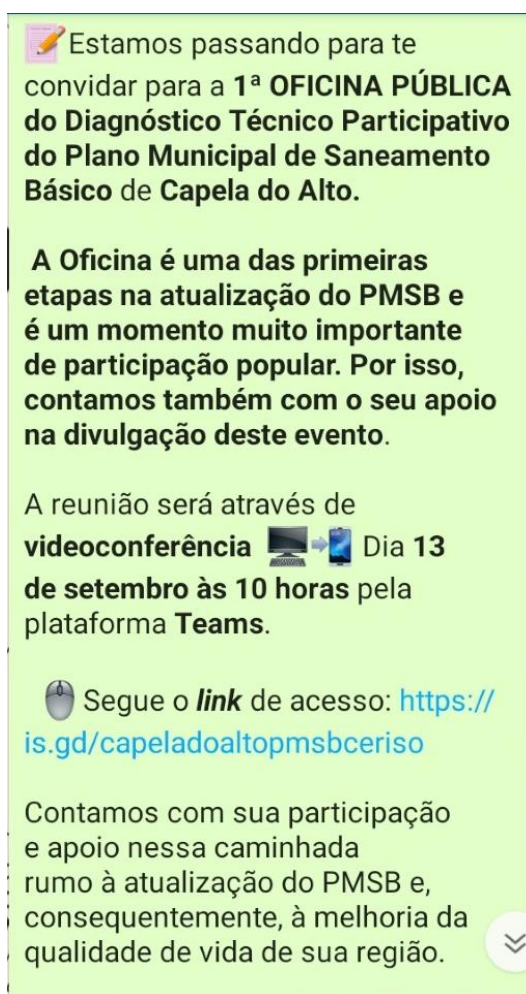 📝 Estamos passando para te
convidar para a 1ª OFICINA PÚBLICA
do Diagnóstico Técnico Participativo
do Plano Municipal de Saneamento
Básico de Capela do Alto.
A Oficina é uma das primeiras
etapas na atualização do PMSB e
é um momento muito importante
de participação popular. Por isso,
contamos também com o seu apoio
na divulgação deste evento.
A reunião será através de
videoconferência 🖥️📲 Dia 13
de setembro às 10 horas pela
plataforma Teams.
🖱️ Segue o link de acesso: https://
is.gd/capeladoaltopmsbceriso
Contamos com sua participação
e apoio nessa caminhada
rumo à atualização do PMSB e,
consequentemente, à melhoria da
qualidade de vida de sua região.